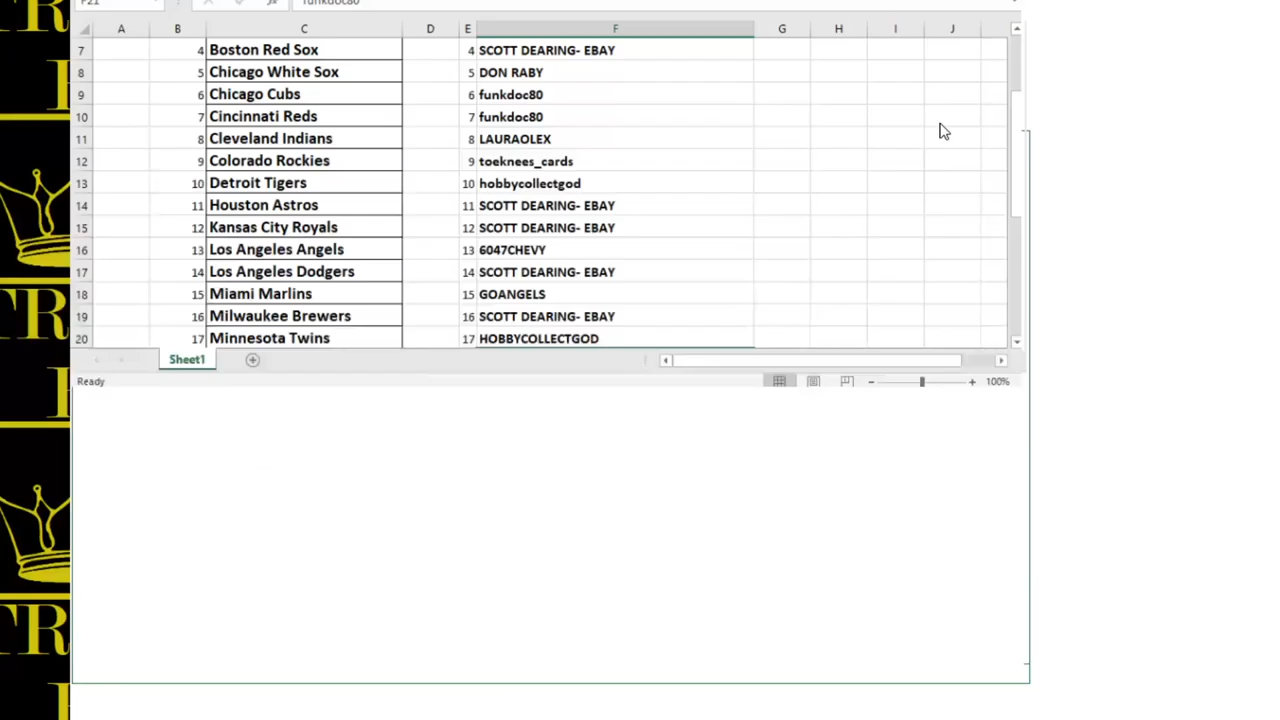 F21 funkdoc80
A B C D E F G H I J
7 4 Boston Red Sox 4 SCOTT DEARING- EBAY
8 5 Chicago White Sox 5 DON RABY
9 6 Chicago Cubs 6 funkdoc80
10 7 Cincinnati Reds 7 funkdoc80
11 8 Cleveland Indians 8 LAURAOLEX
12 9 Colorado Rockies 9 toeknees_cards
13 10 Detroit Tigers 10 hobbycollectgod
14 11 Houston Astros 11 SCOTT DEARING- EBAY
15 12 Kansas City Royals 12 SCOTT DEARING- EBAY
16 13 Los Angeles Angels 13 6047CHEVY
17 14 Los Angeles Dodgers 14 SCOTT DEARING- EBAY
18 15 Miami Marlins 15 GOANGELS
19 16 Milwaukee Brewers 16 SCOTT DEARING- EBAY
20 17 Minnesota Twins 17 HOBBYCOLLECTGOD
Sheet1
Ready 100%
TR
TR